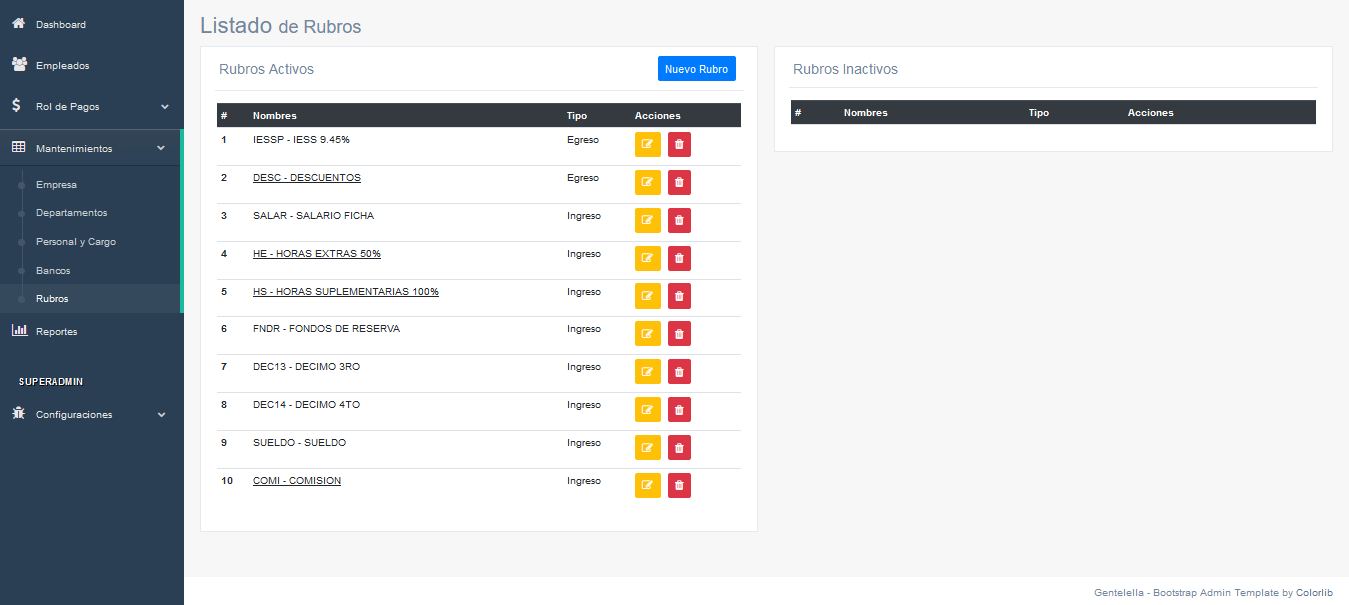 Dashboard
Empleados
Rol de Pagos
Mantenimientos
Empresa
Departamentos
Personal y Cargo
Bancos
Rubros
Reportes
SUPERADMIN
Configuraciones
Listado de Rubros
Rubros Activos
Nuevo Rubro
# Nombres Tipo Acciones
1 IESSP - IESS 9.45% Egreso
2 DESC - DESCUENTOS Egreso
3 SALAR - SALARIO FICHA Ingreso
4 HE - HORAS EXTRAS 50% Ingreso
5 HS - HORAS SUPLEMENTARIAS 100% Ingreso
6 FNDR - FONDOS DE RESERVA Ingreso
7 DEC13 - DECIMO 3RO Ingreso
8 DEC14 - DECIMO 4TO Ingreso
9 SUELDO - SUELDO Ingreso
10 COMI - COMISION Ingreso
Rubros Inactivos
# Nombres Tipo Acciones
Gentelella - Bootstrap Admin Template by Colorlib